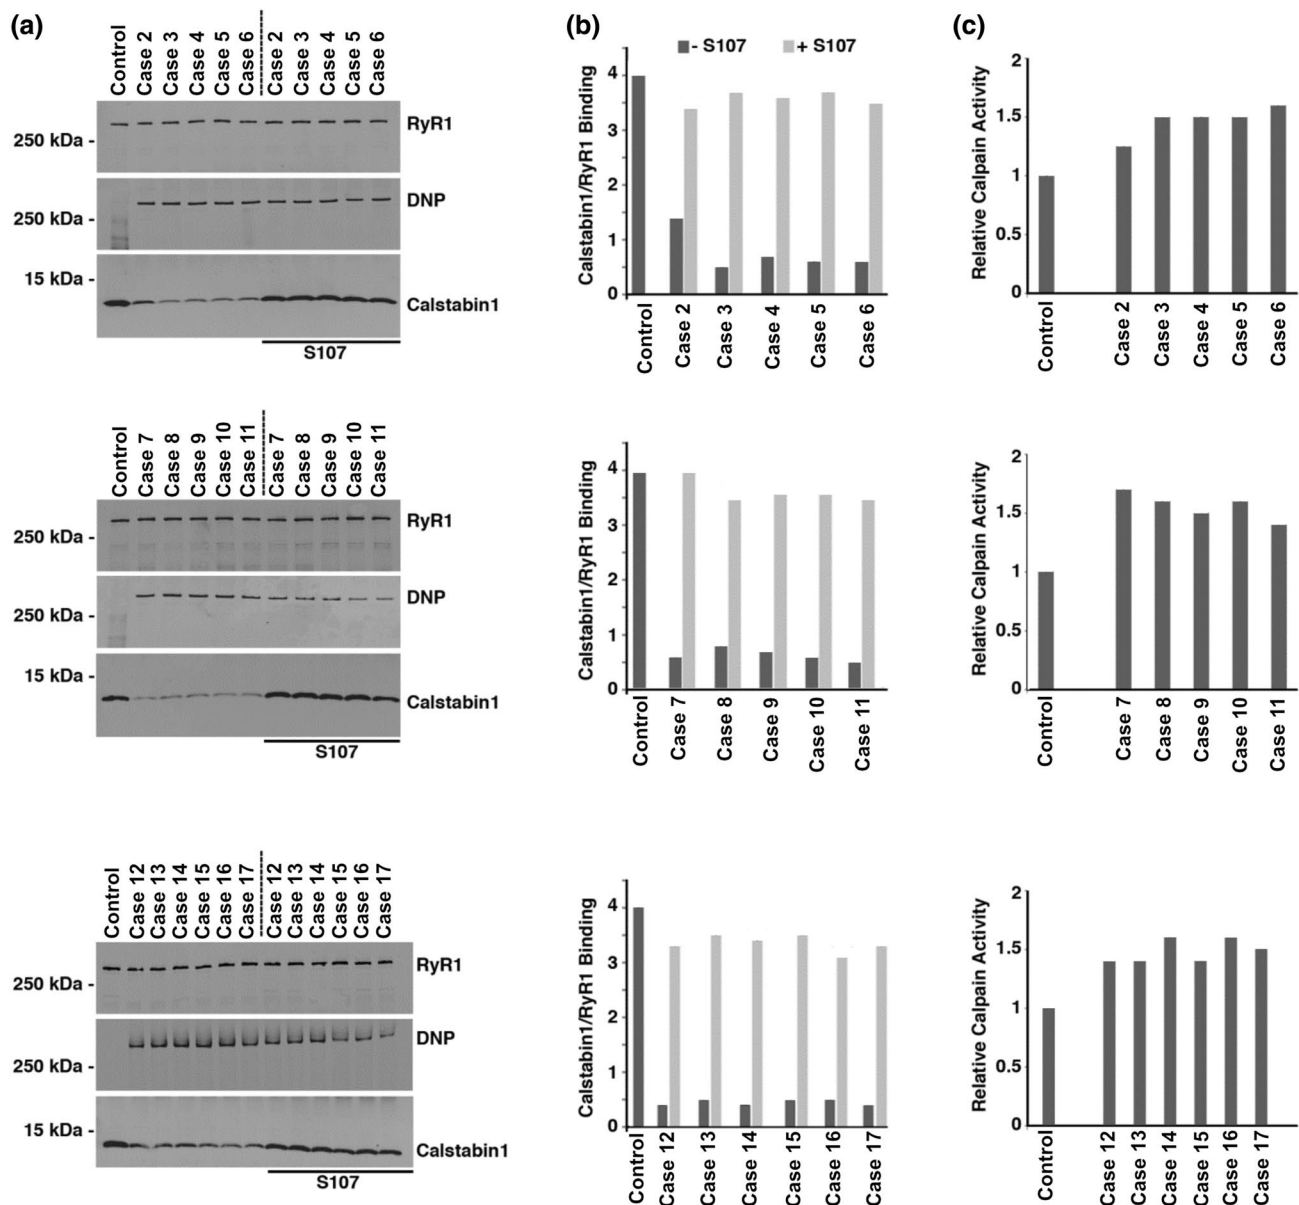 (a)
Control
Case 2
Case 3
Case 4
Case 5
Case 6
Case 2
Case 3
Case 4
Case 5
Case 6
RyR1
250 kDa -
DNP
250 kDa -
15 kDa -
Calstabin1
S107
(b)
- S107
+ S107
Calstabin1/RyR1 Binding
4
3
2
1
0
Control
Case 2
Case 3
Case 4
Case 5
Case 6
(c)
Relative Calpain Activity
2
1.5
1
0.5
0
Control
Case 2
Case 3
Case 4
Case 5
Case 6
Control
Case 7
Case 8
Case 9
Case 10
Case 11
Case 7
Case 8
Case 9
Case 10
Case 11
RyR1
250 kDa -
DNP
250 kDa -
15 kDa -
Calstabin1
S107
Calstabin1/RyR1 Binding
4
3
2
1
0
Control
Case 7
Case 8
Case 9
Case 10
Case 11
Relative Calpain Activity
2
1.5
1
0.5
0
Control
Case 7
Case 8
Case 9
Case 10
Case 11
Control
Case 12
Case 13
Case 14
Case 15
Case 16
Case 17
Case 12
Case 13
Case 14
Case 15
Case 16
Case 17
RyR1
250 kDa -
DNP
250 kDa -
15 kDa -
Calstabin1
S107
Calstabin1/RyR1 Binding
4
3
2
1
0
Control
Case 12
Case 13
Case 14
Case 15
Case 16
Case 17
Relative Calpain Activity
2
1.5
1
0.5
0
Control
Case 12
Case 13
Case 14
Case 15
Case 16
Case 17